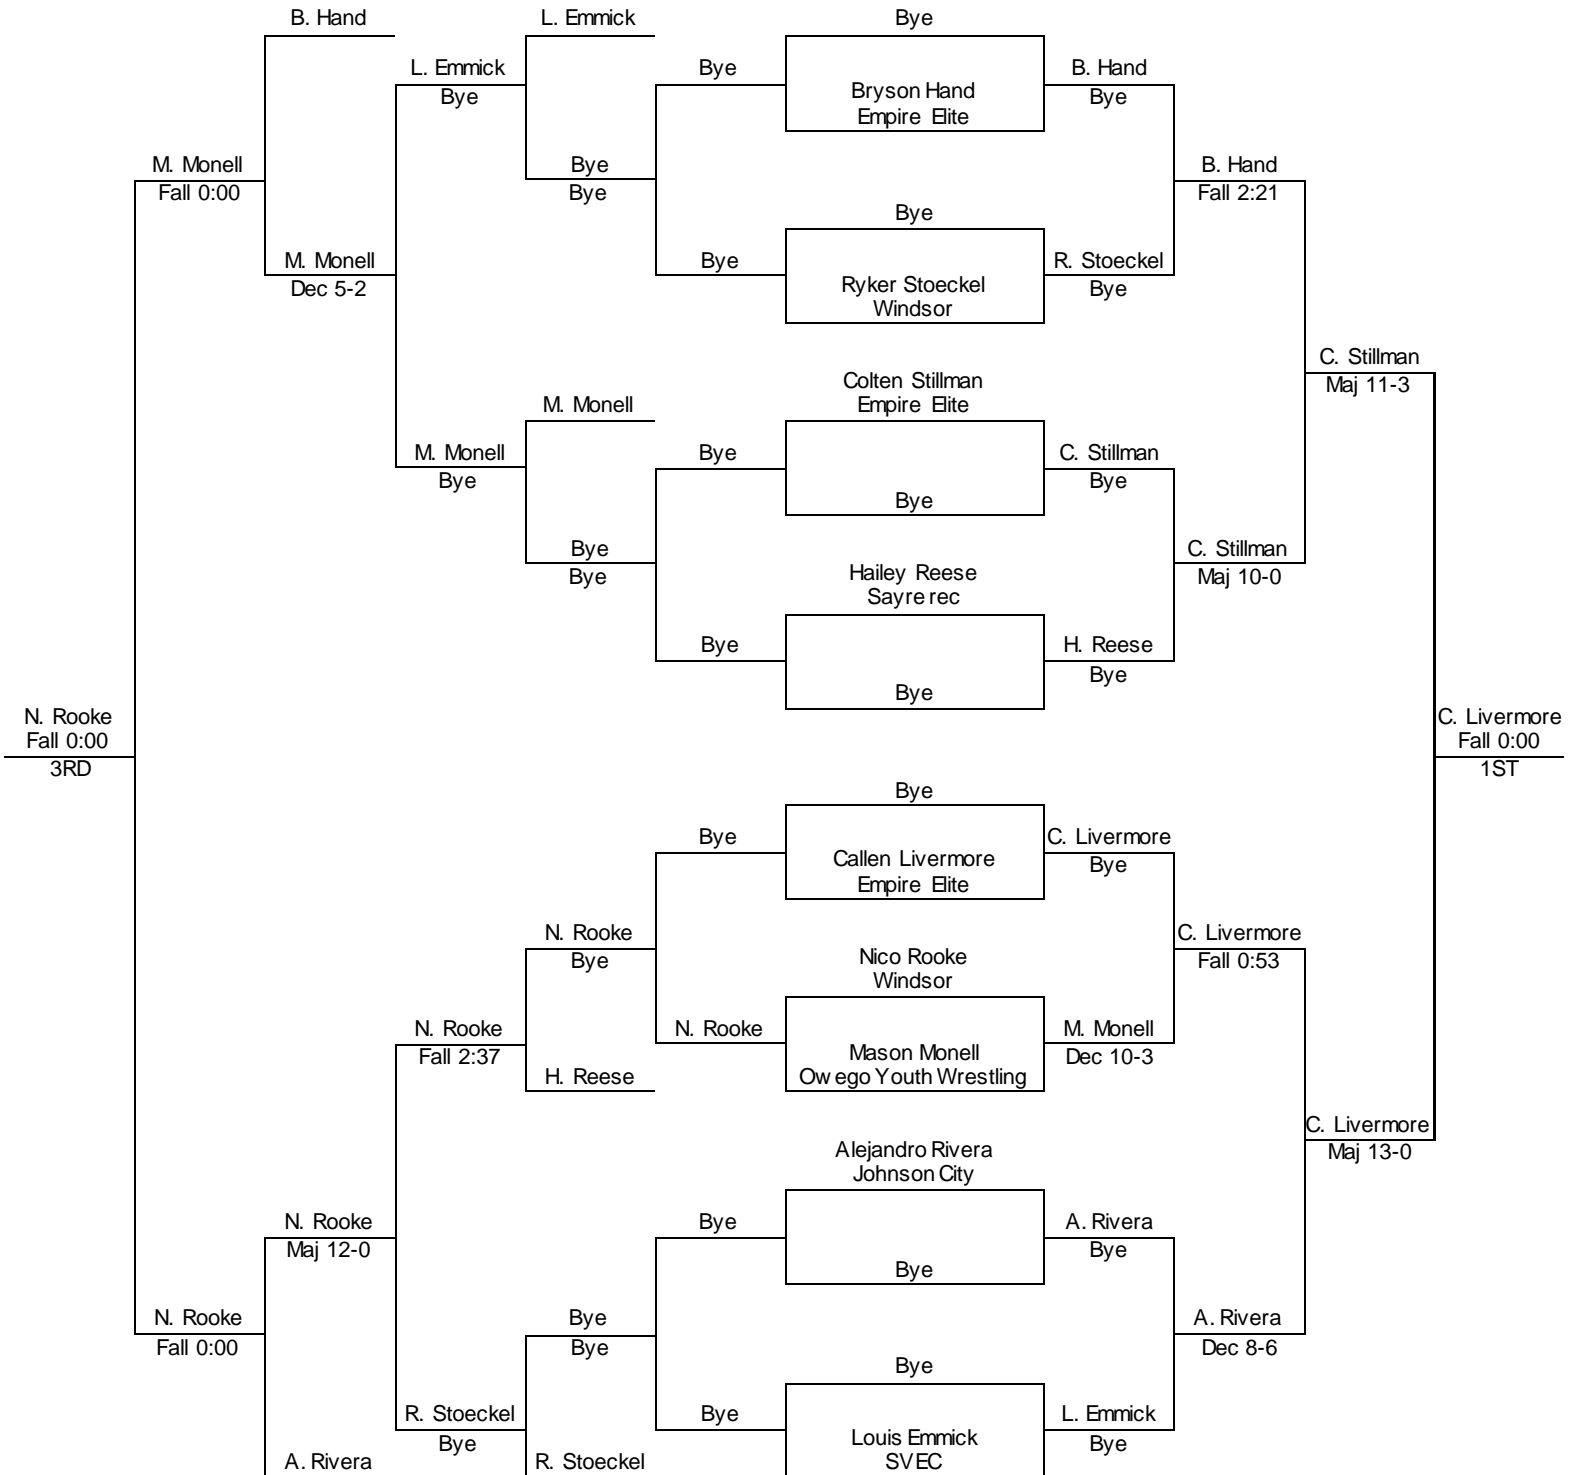 B. Hand
L. Emmick
Bye
L. Emmick
Bye
Bye
B. Hand
Bye
Bryson Hand
Empire Elite
Bye
M. Monell
Fall 0:00
Bye
Bye
B. Hand
Fall 2:21
Bye
M. Monell
Dec 5-2
Bye
R. Stoeckel
Bye
Ryker Stoeckel
Windsor
C. Stillman
Maj 11-3
Colten Stillman
Empire Elite
M. Monell
M. Monell
Bye
Bye
C. Stillman
Bye
Bye
Bye
Bye
C. Stillman
Maj 10-0
Hailey Reese
Sayre rec
Bye
H. Reese
Bye
Bye
N. Rooke
Fall 0:00
3RD
C. Livermore
Fall 0:00
1ST
Bye
Bye
C. Livermore
Bye
Callen Livermore
Empire Elite
N. Rooke
Bye
C. Livermore
Fall 0:53
Nico Rooke
Windsor
N. Rooke
Fall 2:37
N. Rooke
M. Monell
Dec 10-3
Mason Monell
Owego Youth Wrestling
H. Reese
C. Livermore
Maj 13-0
Alejandro Rivera
Johnson City
N. Rooke
Maj 12-0
Bye
A. Rivera
Bye
Bye
N. Rooke
Fall 0:00
Bye
Bye
A. Rivera
Dec 8-6
Bye
R. Stoeckel
Bye
Bye
L. Emmick
Bye
Louis Emmick
SVEC
A. Rivera
R. Stoeckel